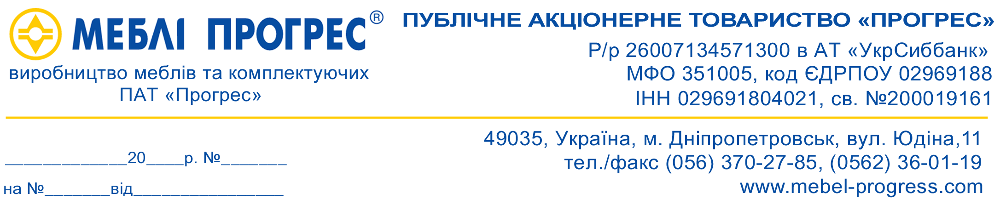 МЕБЛІ ПРОГРЕС®
виробництво меблів та комплектуючих
ПАТ «Прогрес»
ПУБЛІЧНЕ АКЦІОНЕРНЕ ТОВАРИСТВО «ПРОГРЕС»
Р/р 26007134571300 в АТ «УкрСиббанк»
МФО 351005, код ЄДРПОУ 02969188
ІНН 029691804021, св. №200019161
_____________20____р. №_______
на №_______від________________
49035, Україна, м. Дніпропетровськ, вул. Юдіна,11
тел./факс (056) 370-27-85, (0562) 36-01-19
www.mebel-progress.com